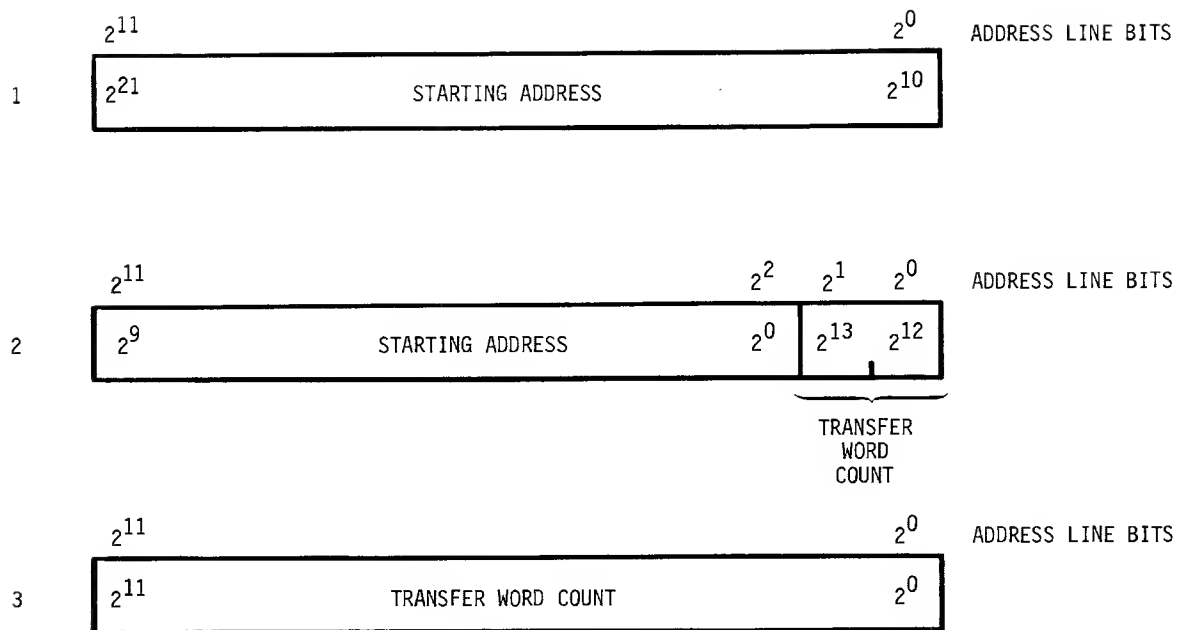 2^11 2^0 ADDRESS LINE BITS
1 2^21 STARTING ADDRESS 2^10
2^11 2^2 2^1 2^0 ADDRESS LINE BITS
2 2^9 STARTING ADDRESS 2^0 2^13 2^12
TRANSFER
WORD
COUNT
2^11 2^0 ADDRESS LINE BITS
3 2^11 TRANSFER WORD COUNT 2^0